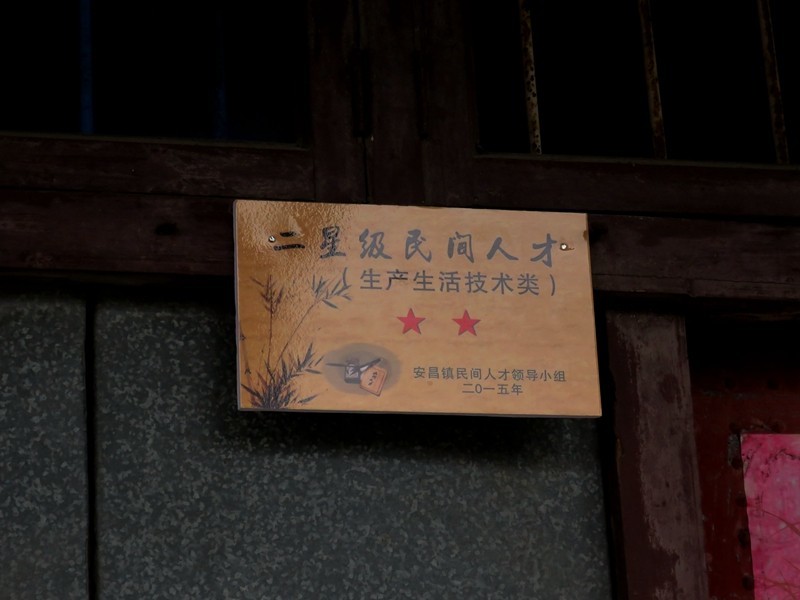 二星级民间人才
(生产生活技术类)
安昌镇民间人才领导小组
二0一五年